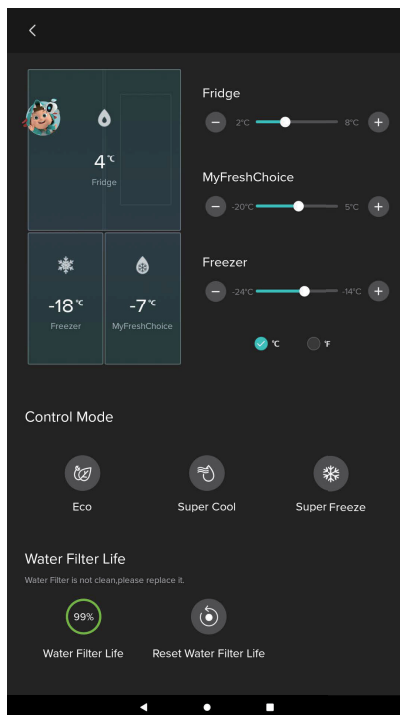 Fridge
2°C
8°C
4°C
Fridge
MyFreshChoice
-20°C
5°C
Freezer
-18°C
-7°C
-24°C
-14°C
Freezer
MyFreshChoice
°C
°F
Control Mode
Eco
Super Cool
Super Freeze
Water Filter Life
Water Filter is not clean,please replace it.
99%
Water Filter Life
Reset Water Filter Life